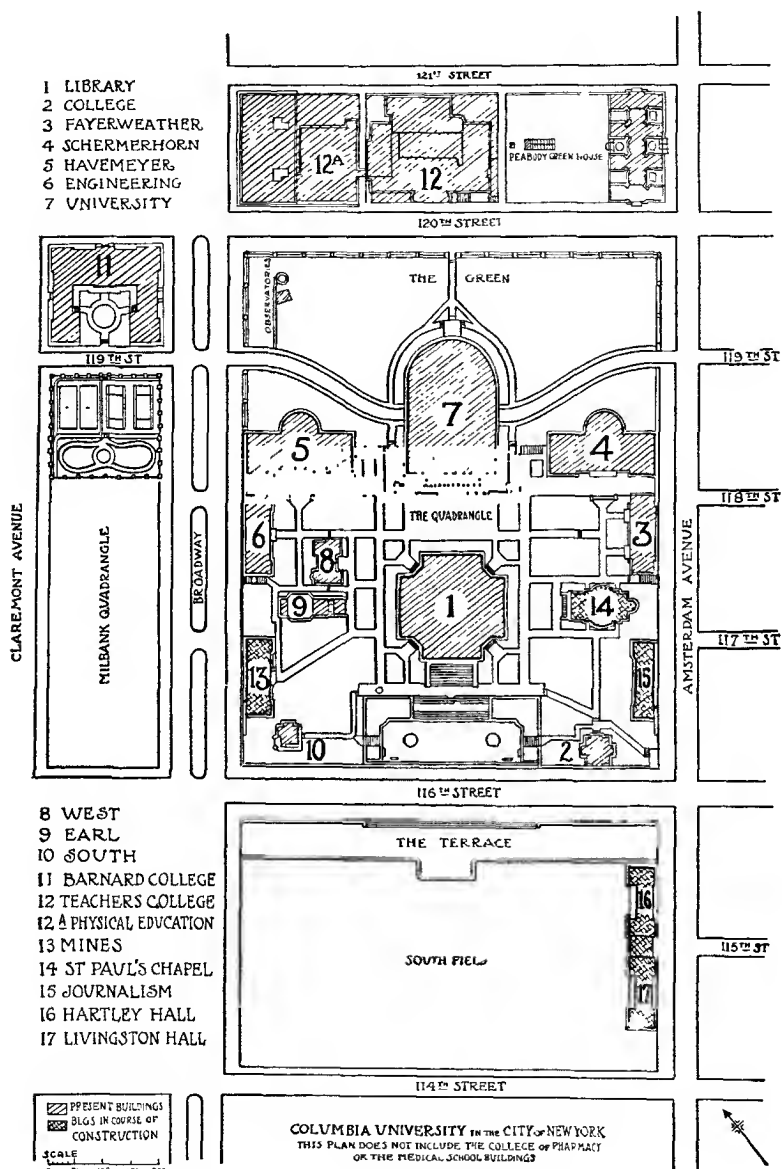 121ST STREET
1 LIBRARY
2 COLLEGE
3 FAYERWEATHER
4 SCHERMERHORN
5 HAVEMEYER
6 ENGINEERING
7 UNIVERSITY
12A
12
PEABODY GREEN HOUSE
120TH STREET
11
OBSERVATORIES
THE GREEN
119TH ST
119TH ST
7
5
4
118TH ST
THE QUADRANGLE
6
3
8
CLAREMONT AVENUE
MILBANK QUADRANGLE
BROADWAY
AMSTERDAM AVENUE
9
1
14
117TH ST
13
15
10
2
116TH STREET
8 WEST
9 EARL
10 SOUTH
11 BARNARD COLLEGE
12 TEACHERS COLLEGE
12A PHYSICAL EDUCATION
13 MINES
14 ST PAUL'S CHAPEL
15 JOURNALISM
16 HARTLEY HALL
17 LIVINGSTON HALL
THE TERRACE
16
115TH ST
SOUTH FIELD
17
114TH STREET
PRESENT BUILDINGS
BLGS IN COURSE OF
CONSTRUCTION
SCALE
COLUMBIA UNIVERSITY IN THE CITY OF NEW YORK
THIS PLAN DOES NOT INCLUDE THE COLLEGE OF PHARMACY
OR THE MEDICAL SCHOOL BUILDINGS